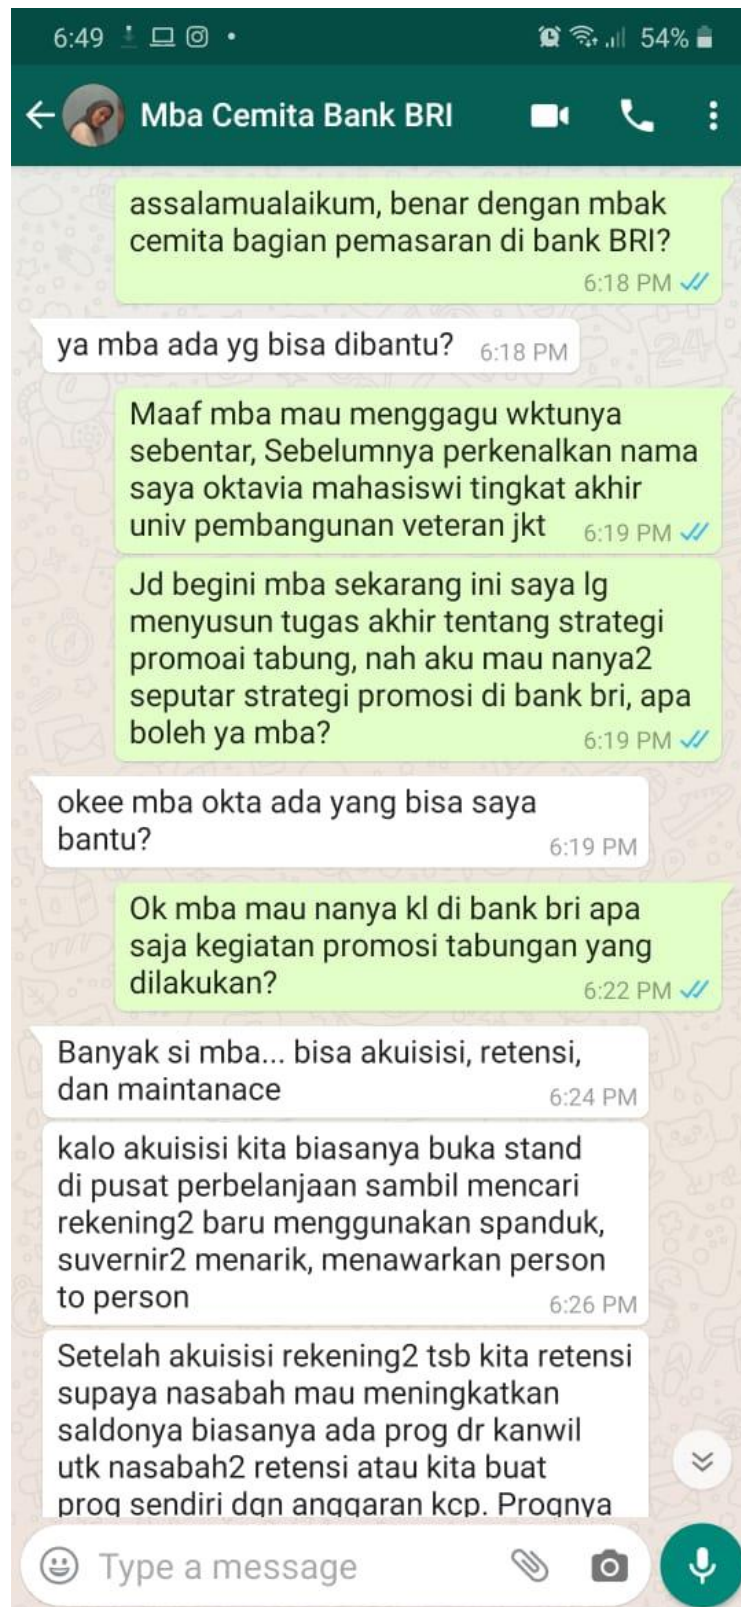 6:49
54%
Mba Cemita Bank BRI
assalamualaikum, benar dengan mbak
cemita bagian pemasaran di bank BRI?
6:18 PM
ya mba ada yg bisa dibantu? 6:18 PM
Maaf mba mau menggagu wktunya
sebentar, Sebelumnya perkenalkan nama
saya oktavia mahasiswi tingkat akhir
univ pembangunan veteran jkt 6:19 PM
Jd begini mba sekarang ini saya lg
menyusun tugas akhir tentang strategi
promoai tabung, nah aku mau nanya2
seputar strategi promosi di bank bri, apa
boleh ya mba? 6:19 PM
okee mba okta ada yang bisa saya
bantu? 6:19 PM
Ok mba mau nanya kl di bank bri apa
saja kegiatan promosi tabungan yang
dilakukan? 6:22 PM
Banyak si mba... bisa akuisisi, retensi,
dan maintanace 6:24 PM
kalo akuisisi kita biasanya buka stand
di pusat perbelanjaan sambil mencari
rekening2 baru menggunakan spanduk,
suvernir2 menarik, menawarkan person
to person 6:26 PM
Setelah akuisisi rekening2 tsb kita retensi
supaya nasabah mau meningkatkan
saldonya biasanya ada prog dr kanwil
utk nasabah2 retensi atau kita buat
prog sendiri dgn anggaran kcp. Prognya
Type a message